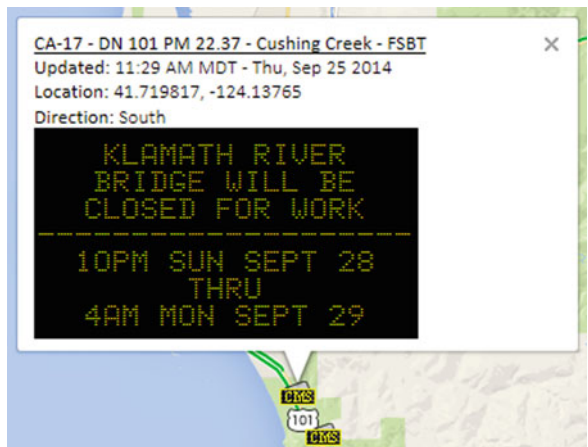 CA-17 - DN 101 PM 22.37 - Cushing Creek - FSBT
Updated: 11:29 AM MDT - Thu, Sep 25 2014
Location: 41.719817, -124.13765
Direction: South
KLAMATH RIVER
BRIDGE WILL BE
CLOSED FOR WORK
--------------------
10PM SUN SEPT 28
THRU
4AM MON SEPT 29
CMS
101
CMS